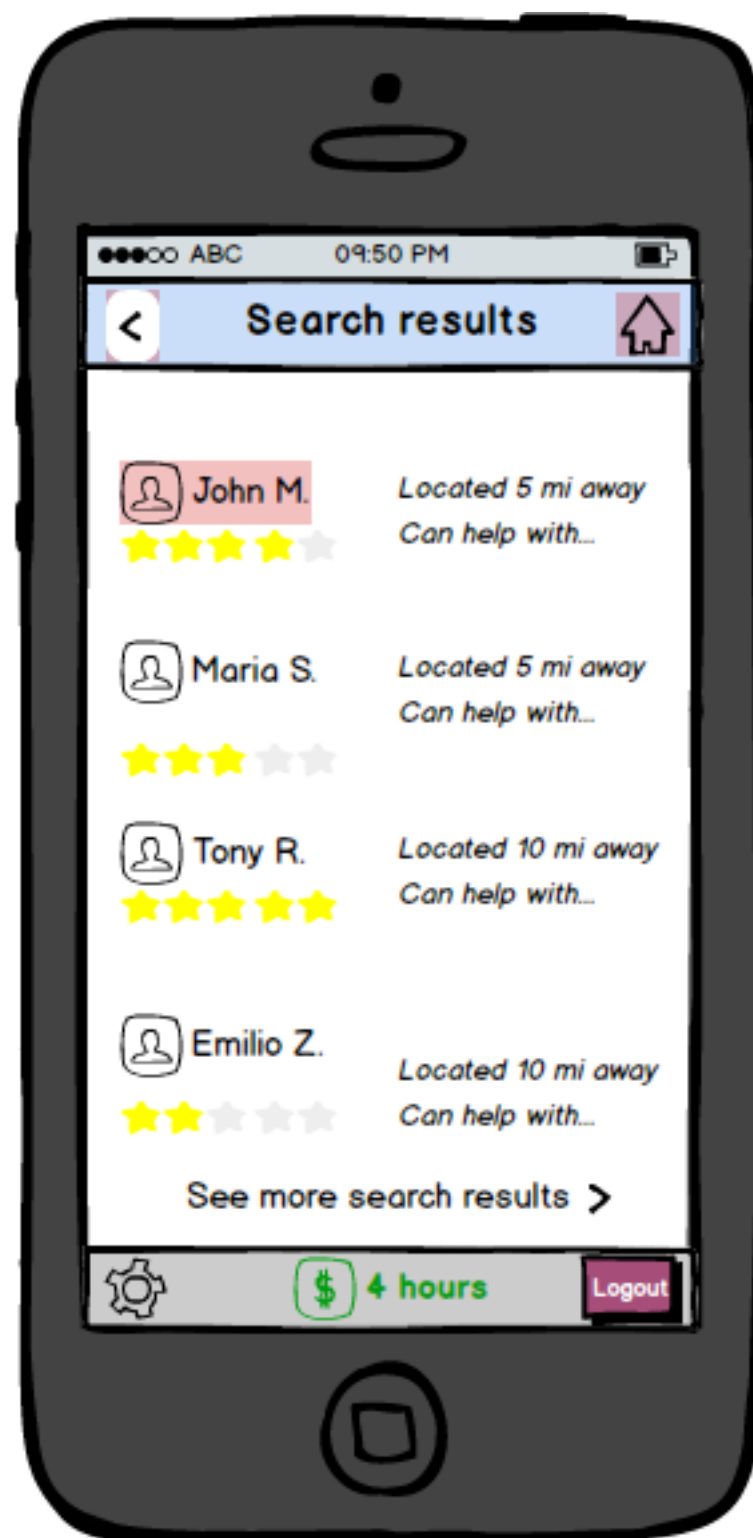 ABC 09:50 PM
< Search results
John M. Located 5 mi away
Can help with...
Maria S. Located 5 mi away
Can help with...
Tony R. Located 10 mi away
Can help with...
Emilio Z.
Located 10 mi away
Can help with...
See more search results >
$ 4 hours Logout